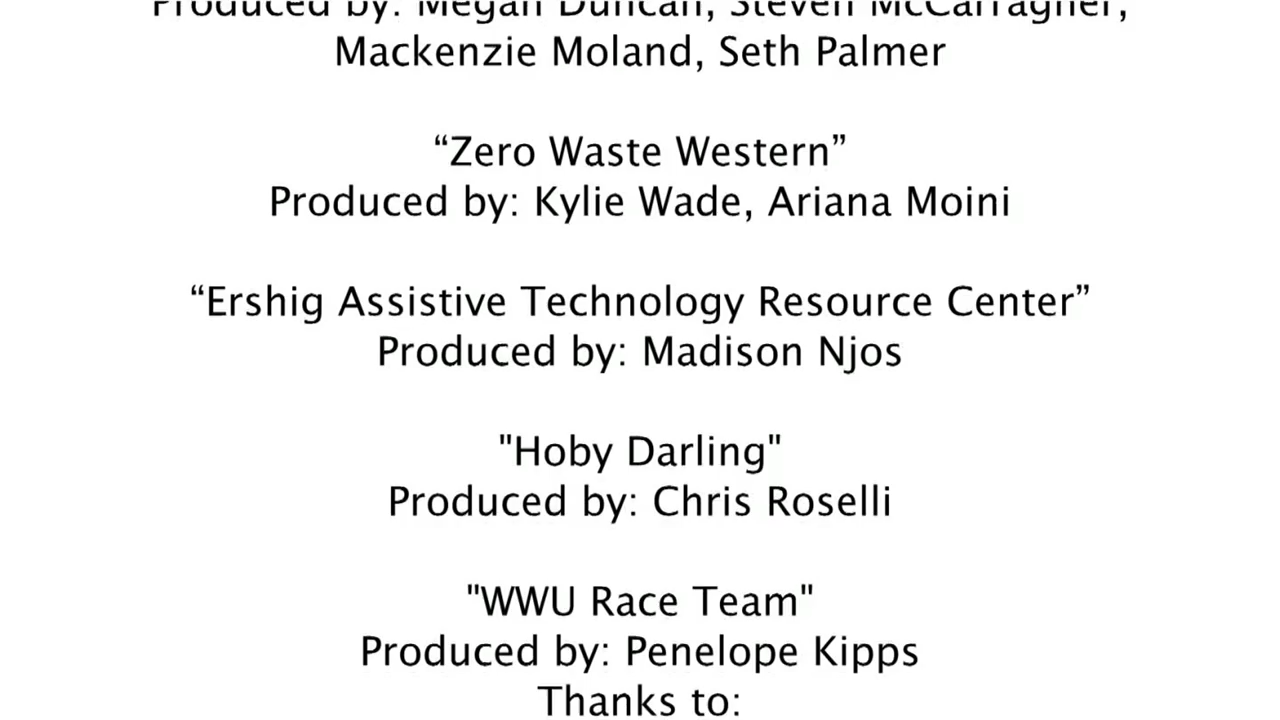 Produced by: Megan Duncan, Steven McCarragher,
Mackenzie Moland, Seth Palmer
“Zero Waste Western”
Produced by: Kylie Wade, Ariana Moini
“Ershig Assistive Technology Resource Center”
Produced by: Madison Njos
"Hoby Darling"
Produced by: Chris Roselli
"WWU Race Team"
Produced by: Penelope Kipps
Thanks to: